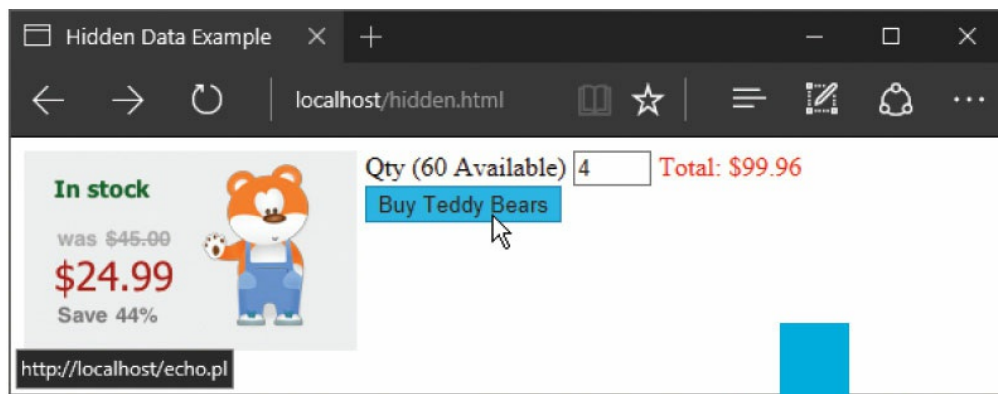 Hidden Data Example
localhost/hidden.html
In stock
was $45.00
$24.99
Save 44%
Qty (60 Available) 4 Total: $99.96
Buy Teddy Bears
http://localhost/echo.pl